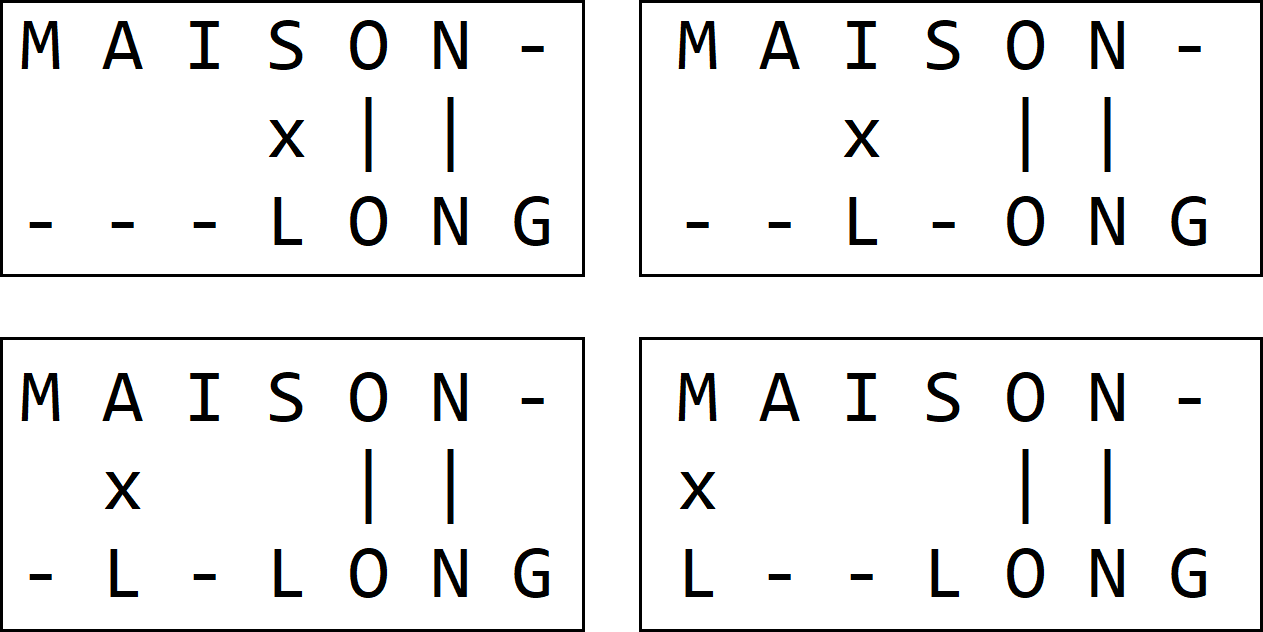 M A I S O N -
x | |
- - - L O N G
M A I S O N -
x | |
- - L - O N G
M A I S O N -
x | |
- L - L O N G
M A I S O N -
x | |
L - - L O N G